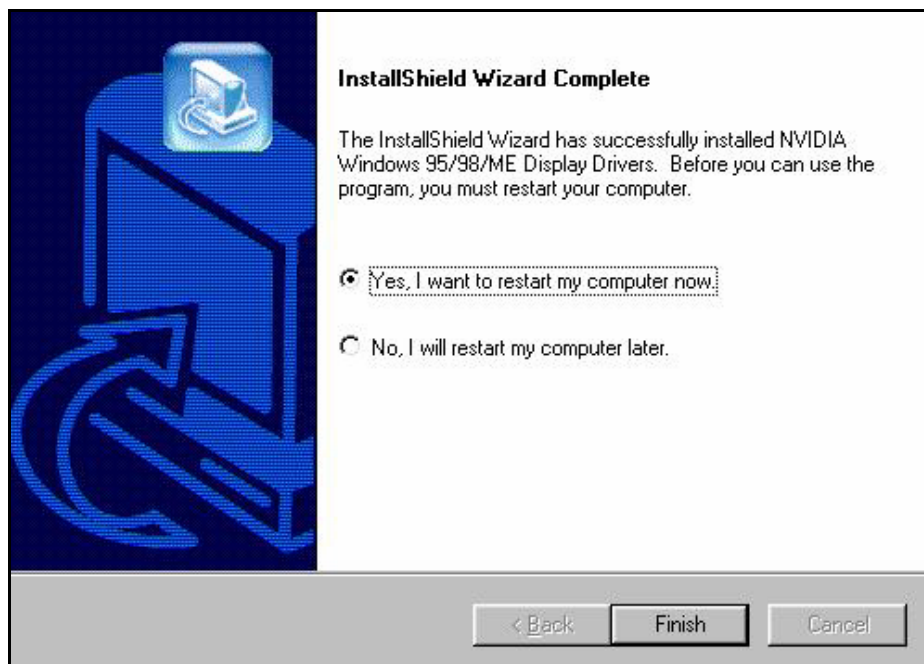 InstallShield Wizard Complete
The InstallShield Wizard has successfully installed NVIDIA
Windows 95/98/ME Display Drivers.  Before you can use the
program, you must restart your computer.
Yes, I want to restart my computer now.
No, I will restart my computer later.
< Back
Finish
Cancel